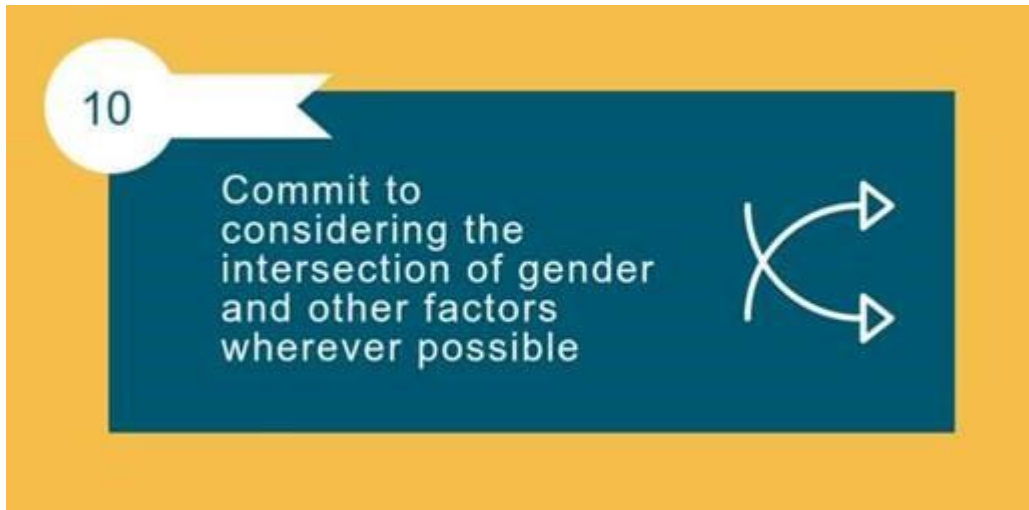 10
Commit to
considering the
intersection of gender
and other factors
wherever possible